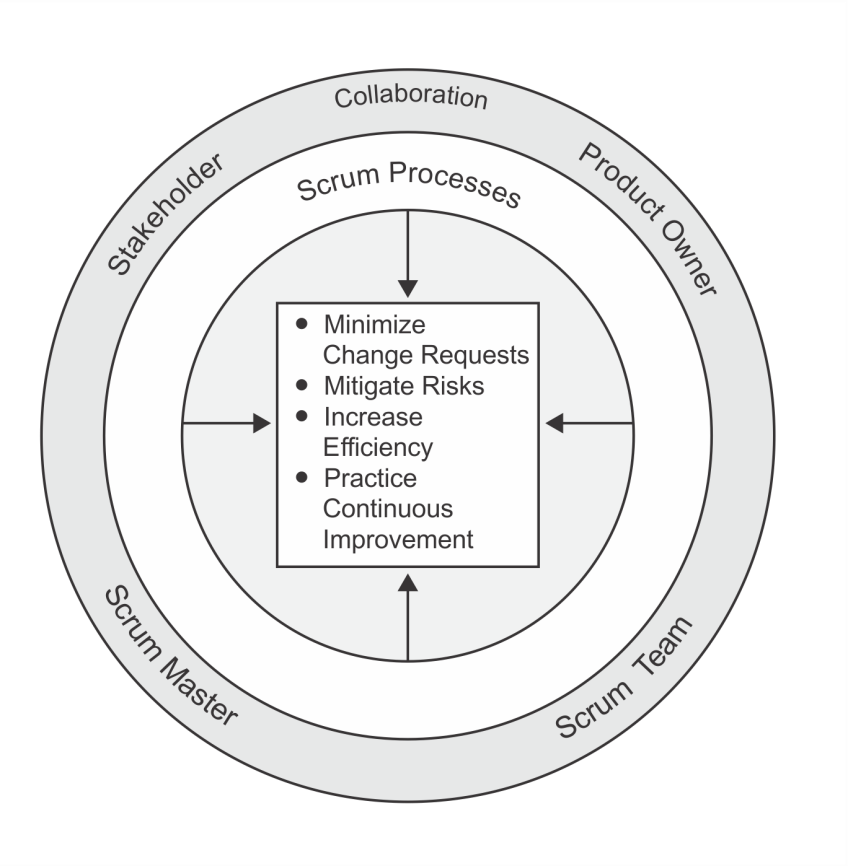 Collaboration
Stakeholder
Product Owner
Scrum Processes
● Minimize
Change Requests
● Mitigate Risks
● Increase
Efficiency
● Practice
Continuous
Improvement
Scrum Master
Scrum Team